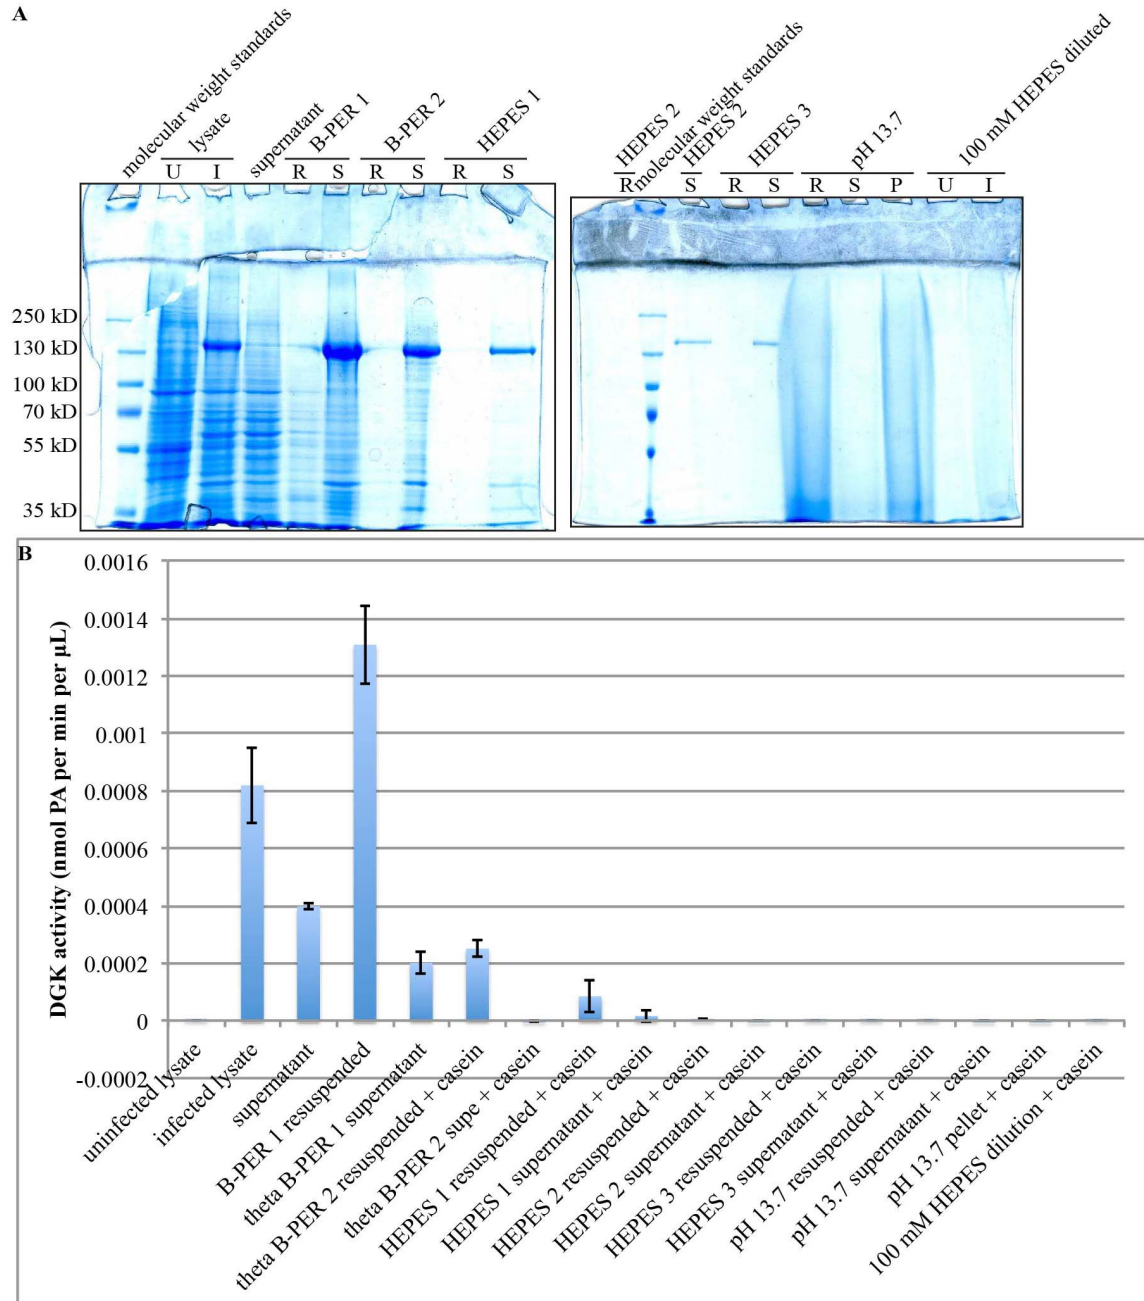 A
molecular weight standards
lysate
supernatant
B-PER 1
B-PER 2
HEPES 1
U I R S R S R S
HEPES 2
molecular weight standards
HEPES 2
HEPES 3
pH 13.7
100 mM HEPES diluted
R S R S R S P U I
250 kD
130 kD
100 kD
70 kD
55 kD
35 kD
B
DGK activity (nmol PA per min per µL)
0.0016
0.0014
0.0012
0.001
0.0008
0.0006
0.0004
0.0002
0
-0.0002
uninfected lysate
infected lysate
supernatant
B-PER 1 resuspended
theta B-PER 1 supernatant
theta B-PER 2 resuspended + casein
theta B-PER 2 supe + casein
HEPES 1 resuspended + casein
HEPES 1 supernatant + casein
HEPES 2 resuspended + casein
HEPES 2 supernatant + casein
HEPES 3 resuspended + casein
HEPES 3 supernatant + casein
pH 13.7 resuspended + casein
pH 13.7 supernatant + casein
pH 13.7 pellet + casein
100 mM HEPES dilution + casein